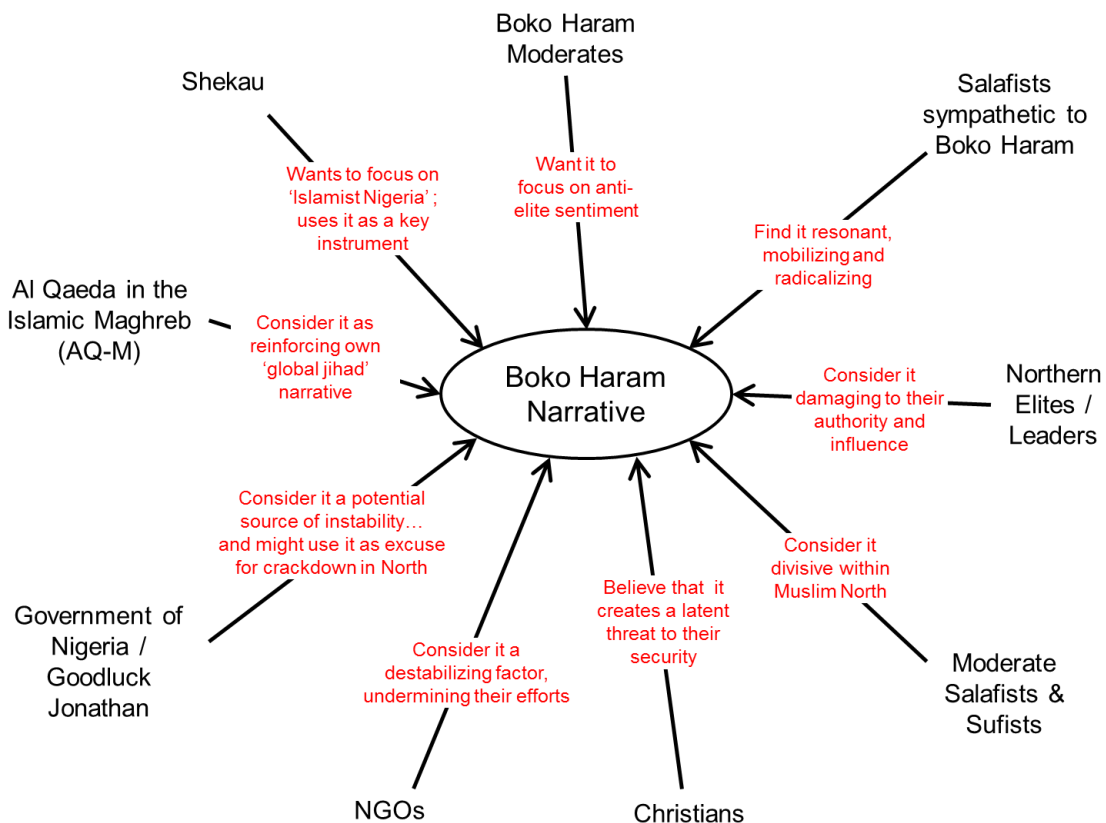 Boko Haram
Moderates
Shekau
Salafists
sympathetic to
Boko Haram
Wants to focus on
‘Islamist Nigeria’ ;
uses it as a key
instrument
Want it to
focus on anti-
elite sentiment
Find it resonant,
mobilizing and
radicalizing
Al Qaeda in the
Islamic Maghreb
(AQ-M)
Consider it as
reinforcing own
‘global jihad’
narrative
Boko Haram
Narrative
Consider it
damaging to their
authority and
influence
Northern
Elites /
Leaders
Consider it a potential
source of instability…
and might use it as excuse
for crackdown in North
Consider it
divisive within
Muslim North
Government of
Nigeria /
Goodluck
Jonathan
Consider it a
destabilizing factor,
undermining their efforts
Believe that  it
creates a latent
threat to their
security
Moderate
Salafists &
Sufists
NGOs
Christians